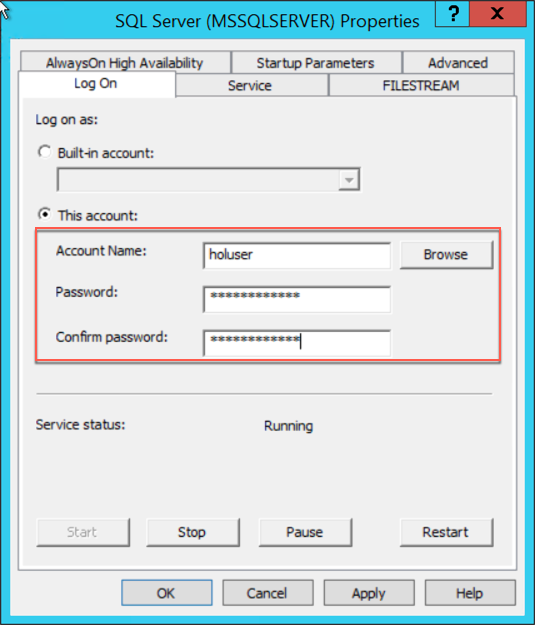 SQL Server (MSSQLSERVER) Properties
? X
AlwaysOn High Availability Startup Parameters Advanced
Log On Service FILESTREAM
Log on as:
Built-in account:
This account:
Account Name: holuser Browse
Password: ************
Confirm password: ************
Service status: Running
Start Stop Pause Restart
OK Cancel Apply Help